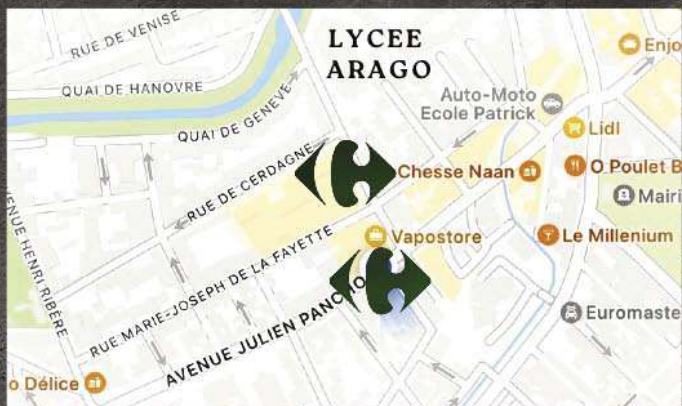 LYCEE
ARAGO
RUE DE VENISE
Enjo
QUAI DE HANOVRE
Auto-Moto
Ecole Patrick
QUAI DE GENEVE
Lidl
RUE DE CERDAGNE
Chesse Naan
O Poulet B
Mairi
Vapostore
Le Millenium
ENUE HENRI RIBÈRE
RUE MARIE-JOSEPH DE LA FAYETTE
AVENUE JULIEN PANCHO
Euromaste
o Délice